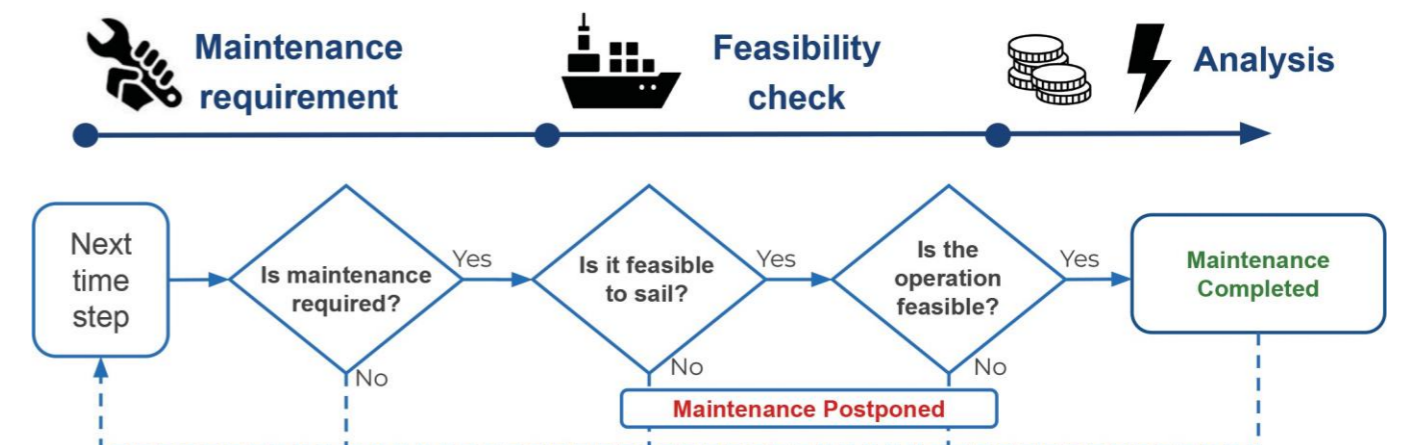 Maintenance
requirement
Feasibility
check
Analysis
Next
time
step
Is maintenance
required?
Yes
No
Is it feasible
to sail?
Yes
No
Is the
operation
feasible?
Yes
No
Maintenance
Completed
Maintenance Postponed